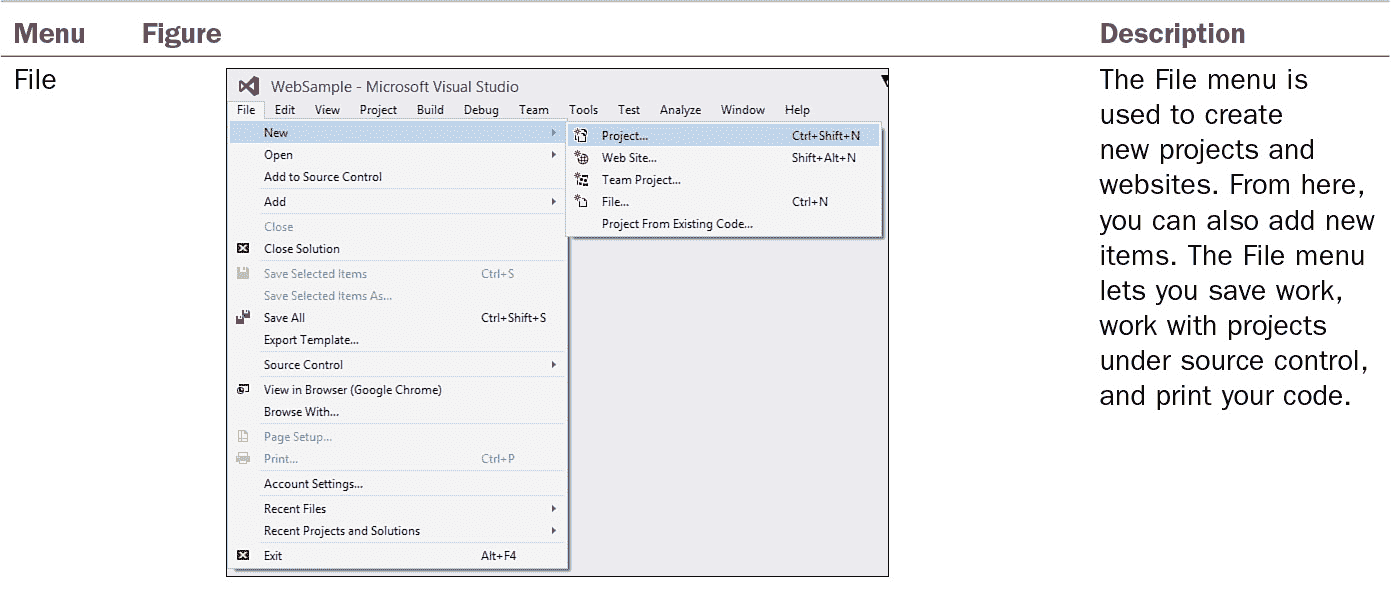 Menu Figure Description
File
WebSample - Microsoft Visual Studio
File Edit View Project Build Debug Team Tools Test Analyze Window Help
New
Open
Add to Source Control
Add
Close
Close Solution
Save Selected Items Ctrl+S
Save Selected Items As...
Save All Ctrl+Shift+S
Export Template...
Source Control
View in Browser (Google Chrome)
Browse With...
Page Setup...
Print... Ctrl+P
Account Settings...
Recent Files
Recent Projects and Solutions
Exit Alt+F4
Project... Ctrl+Shift+N
Web Site... Shift+Alt+N
Team Project...
File... Ctrl+N
Project From Existing Code...
The File menu is
used to create
new projects and
websites. From here,
you can also add new
items. The File menu
lets you save work,
work with projects
under source control,
and print your code.